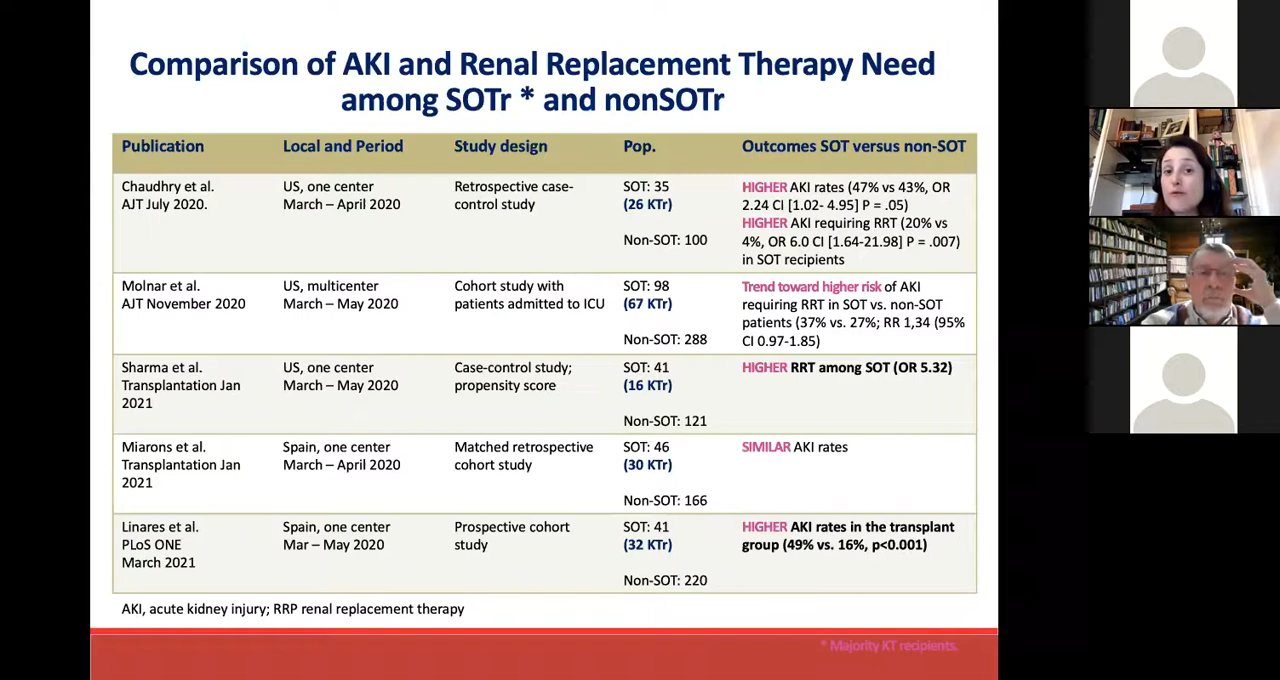 Comparison of AKI and Renal Replacement Therapy Need
among SOTr * and nonSOTr
Publication
Local and Period
Study design
Pop.
Outcomes SOT versus non-SOT
Chaudhry et al.
AJT July 2020.
US, one center
March – April 2020
Retrospective case-
control study
SOT: 35
(26 KTr)
Non-SOT: 100
HIGHER AKI rates (47% vs 43%, OR
2.24 CI [1.02- 4.95] P = .05)
HIGHER AKI requiring RRT (20% vs
4%, OR 6.0 CI [1.64-21.98] P = .007)
in SOT recipients
Molnar et al.
AJT November 2020
US, multicenter
March – May 2020
Cohort study with
patients admitted to ICU
SOT: 98
(67 KTr)
Non-SOT: 288
Trend toward higher risk of AKI
requiring RRT in SOT vs. non-SOT
patients (37% vs. 27%; RR 1,34 (95%
CI 0.97-1.85)
Sharma et al.
Transplantation Jan
2021
US, one center
March – May 2020
Case-control study;
propensity score
SOT: 41
(16 KTr)
Non-SOT: 121
HIGHER RRT among SOT (OR 5.32)
Miarons et al.
Transplantation Jan
2021
Spain, one center
March – April 2020
Matched retrospective
cohort study
SOT: 46
(30 KTr)
Non-SOT: 166
SIMILAR AKI rates
Linares et al.
PLoS ONE
March 2021
Spain, one center
Mar – May 2020
Prospective cohort
study
SOT: 41
(32 KTr)
Non-SOT: 220
HIGHER AKI rates in the transplant
group (49% vs. 16%, p<0.001)
AKI, acute kidney injury; RRP renal replacement therapy
* Majority KT recipients.